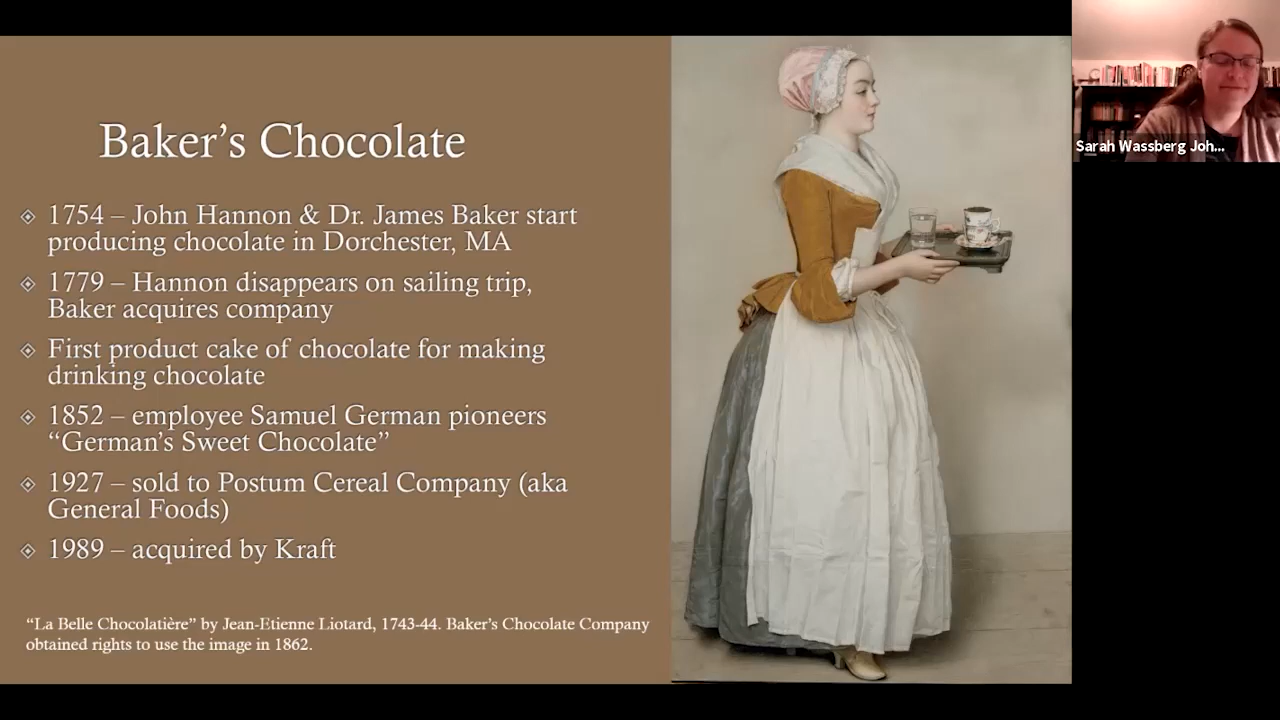 Baker’s Chocolate
1754 – John Hannon & Dr. James Baker start
producing chocolate in Dorchester, MA
1779 – Hannon disappears on sailing trip,
Baker acquires company
First product cake of chocolate for making
drinking chocolate
1852 – employee Samuel German pioneers
“German’s Sweet Chocolate”
1927 – sold to Postum Cereal Company (aka
General Foods)
1989 – acquired by Kraft
“La Belle Chocolatière” by Jean-Etienne Liotard, 1743-44. Baker’s Chocolate Company
obtained rights to use the image in 1862.
Sarah Wassberg Joh...